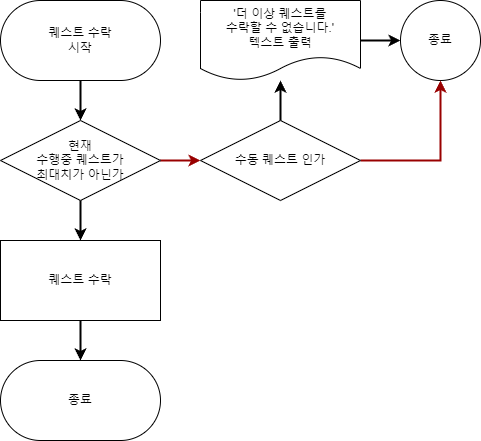 퀘스트 수락
시작
'더 이상 퀘스트를
수락할 수 없습니다.'
텍스트 출력
종료
현재
수행중 퀘스트가
최대치가 아닌가
수동 퀘스트 인가
퀘스트 수락
종료